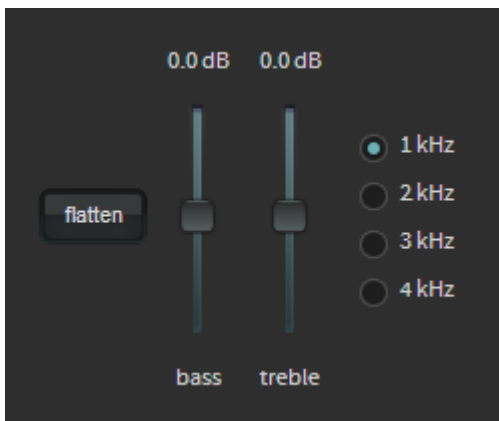 0.0 dB 0.0 dB
1 kHz
2 kHz
flatten
3 kHz
4 kHz
bass treble